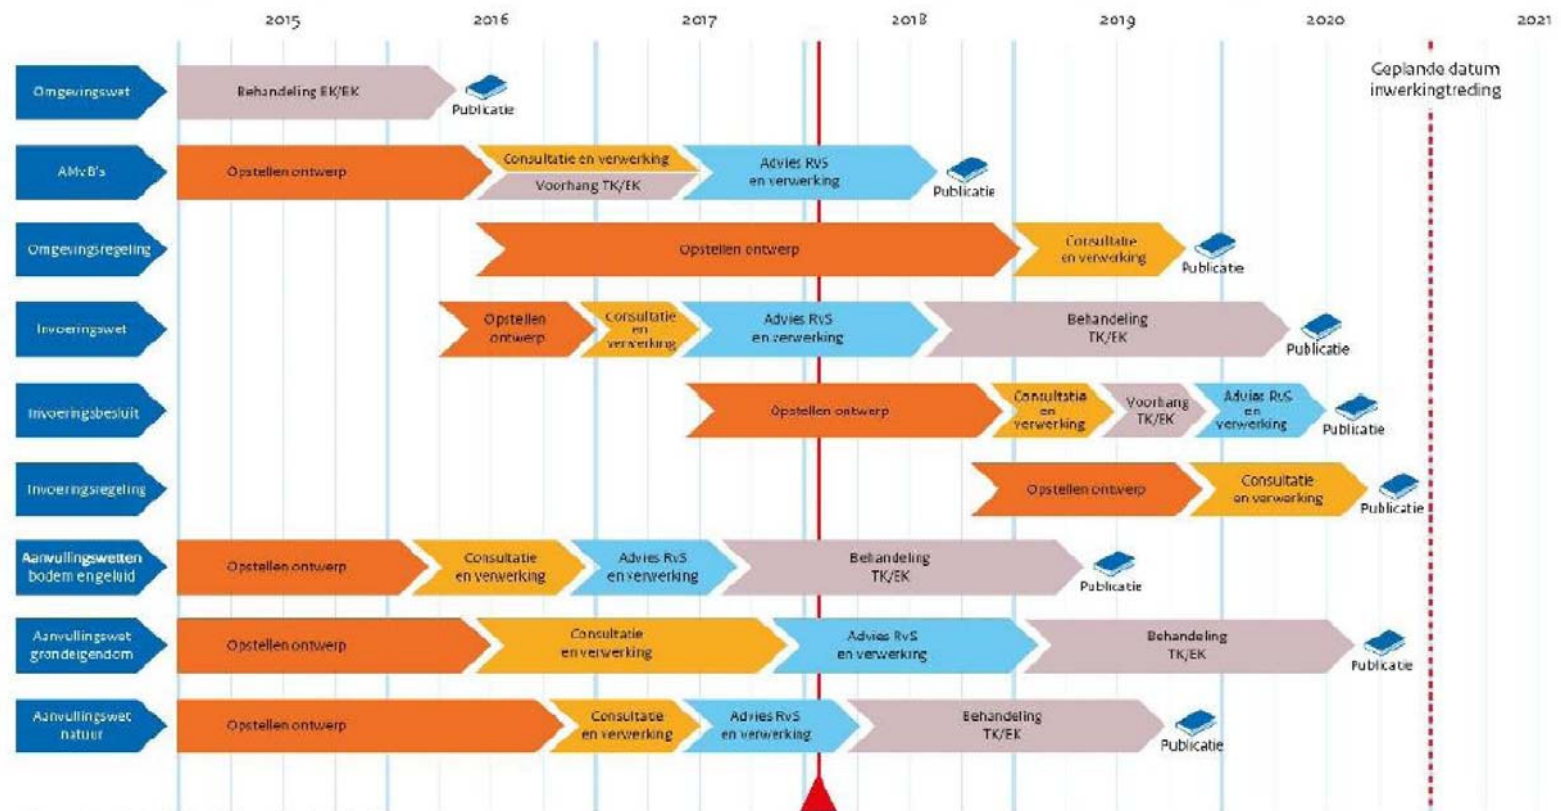 2015 2016 2017 2018 2019 2020 2021
Geplande datum
inwerkingtreding
Omgevingswet
Behandeling EK/EK
Publicatie
AMvB's
Opstellen ontwerp
Consultatie en verwerking
Voorhang TK/EK
Advies RvS
en verwerking
Publicatie
Omgevingsregeling
Opstellen ontwerp
Consultatie
en verwerking
Publicatie
Invoeringswet
Opstellen
ontwerp
Consultatie
en
verwerking
Advies RvS
en verwerking
Behandeling
TK/EK
Publicatie
Invoeringsbesluit
Opstellen ontwerp
Consultatie
en
verwerking
Voorhang
TK/EK
Advies RvS
en
verwerking
Publicatie
Invoeringsregeling
Opstellen ontwerp
Consultatie
en verwerking
Publicatie
Aanvullingswetten
bodem en geluid
Opstellen ontwerp
Consultatie
en verwerking
Advies RvS
en verwerking
Behandeling
TK/EK
Publicatie
Aanvullingswet
grondeigendom
Opstellen ontwerp
Consultatie
en verwerking
Advies RvS
en verwerking
Behandeling
TK/EK
Publicatie
Aanvullingswet
natuur
Opstellen ontwerp
Consultatie
en verwerking
Advies RvS
en verwerking
Behandeling
TK/EK
Publicatie